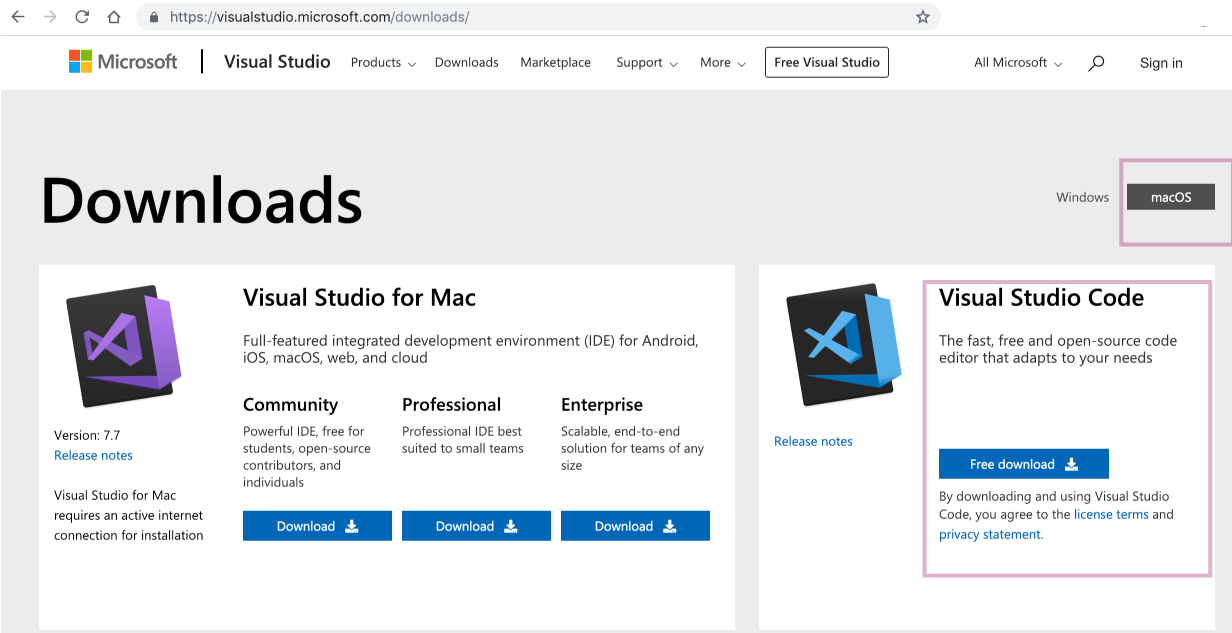 https://visualstudio.microsoft.com/downloads/
Microsoft
Visual Studio
Products
Downloads
Marketplace
Support
More
Free Visual Studio
All Microsoft
Sign in
Downloads
Windows
macOS
Version: 7.7
Release notes
Visual Studio for Mac
requires an active internet
connection for installation
Visual Studio for Mac
Full-featured integrated development environment (IDE) for Android,
iOS, macOS, web, and cloud
Community
Powerful IDE, free for
students, open-source
contributors, and
individuals
Download
Professional
Professional IDE best
suited to small teams
Download
Enterprise
Scalable, end-to-end
solution for teams of any
size
Download
Release notes
Visual Studio Code
The fast, free and open-source code
editor that adapts to your needs
Free download
By downloading and using Visual Studio
Code, you agree to the license terms and
privacy statement.